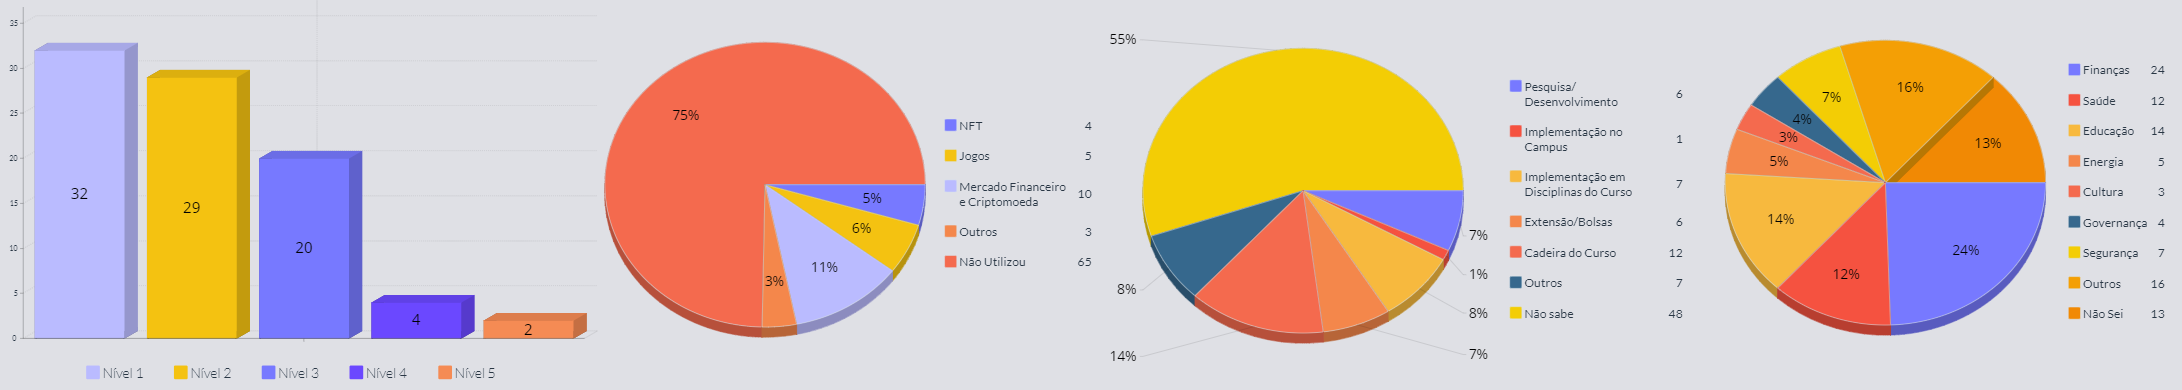 35
30
25
20
15
10
5
0
32
29
20
4
2
Nível 1
Nível 2
Nível 3
Nível 4
Nível 5
75%
5%
6%
11%
3%
NFT 4
Jogos 5
Mercado Financeiro
e Criptomoeda 10
Outros 3
Não Utilizou 65
55%
7%
1%
8%
7%
14%
8%
Pesquisa/
Desenvolvimento 6
Implementação no
Campus 1
Implementação em
Disciplinas do Curso 7
Extensão/Bolsas 6
Cadeira do Curso 12
Outros 7
Não sabe 48
16%
13%
24%
12%
14%
5%
3%
4%
7%
Finanças 24
Saúde 12
Educação 14
Energia 5
Cultura 3
Governança 4
Segurança 7
Outros 16
Não Sei 13